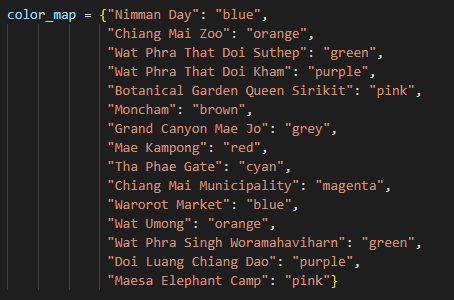 color_map = {"Nimman Day": "blue",
"Chiang Mai Zoo": "orange",
"Wat Phra That Doi Suthep": "green",
"Wat Phra That Doi Kham": "purple",
"Botanical Garden Queen Sirikit": "pink",
"Moncham": "brown",
"Grand Canyon Mae Jo": "grey",
"Mae Kampong": "red",
"Tha Phae Gate": "cyan",
"Chiang Mai Municipality": "magenta",
"Warorot Market": "blue",
"Wat Umong": "orange",
"Wat Phra Singh Woramahaviharn": "green",
"Doi Luang Chiang Dao": "purple",
"Maesa Elephant Camp": "pink"}